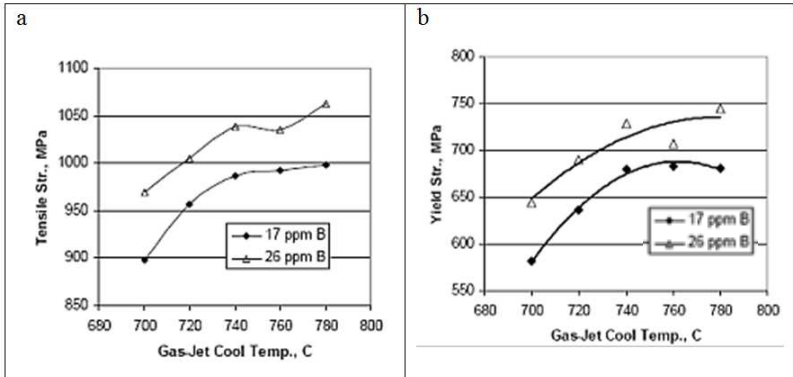 a
1100
1050
1000
950
900
850
680 700 720 740 760 780 800
Tensile Str., MPa
Gas-Jet Cool Temp., C
17 ppm B
26 ppm B
b
800
750
700
650
600
550
680 700 720 740 760 780 800
Yield Str., MPa
Gas-Jet Cool Temp., C
17 ppm B
26 ppm B